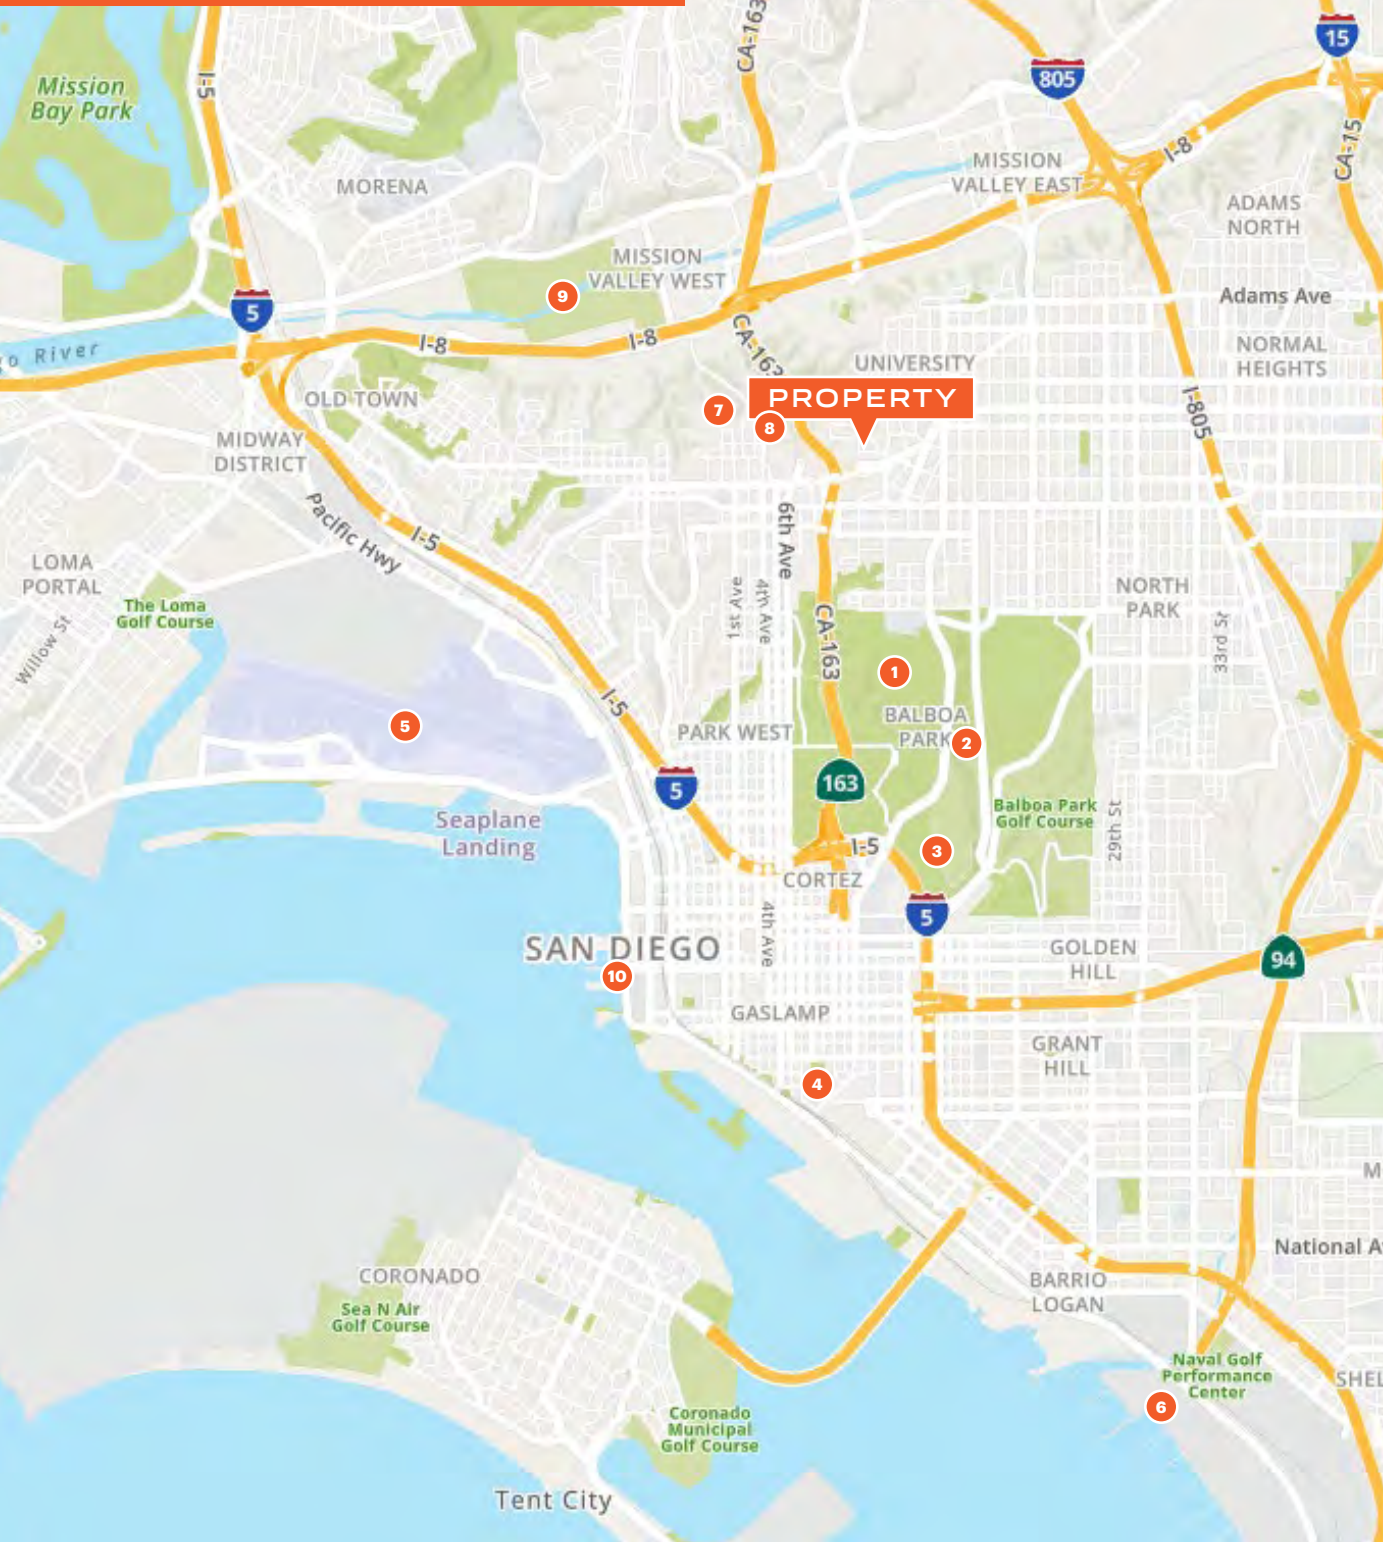 CA-163
15
805
I-5
Mission
Bay Park
I-8
CA-15
MISSION
VALLEY EAST
MORENA
ADAMS
NORTH
MISSION
VALLEY WEST
9
Adams Ave
5
I-8
I-8
CA-163
River
NORMAL
HEIGHTS
UNIVERSITY
OLD TOWN
PROPERTY
7
8
I-805
MIDWAY
DISTRICT
Pacific Hwy
I-5
6th Ave
LOMA
PORTAL
The Loma
Golf Course
Willow St
1st Ave
4th Ave
CA-163
NORTH
PARK
33rd St
1
I-5
5
PARK WEST
BALBOA
PARK
2
5
163
Seaplane
Landing
Balboa Park
Golf Course
29th St
I-5
3
CORTEZ
5
4th Ave
SAN DIEGO
10
GOLDEN
HILL
94
GASLAMP
GRANT
HILL
4
M
National A
CORONADO
BARRIO
LOGAN
Sea N Air
Golf Course
Naval Golf
Performance
Center
SHEL
6
Coronado
Municipal
Golf Course
Tent City